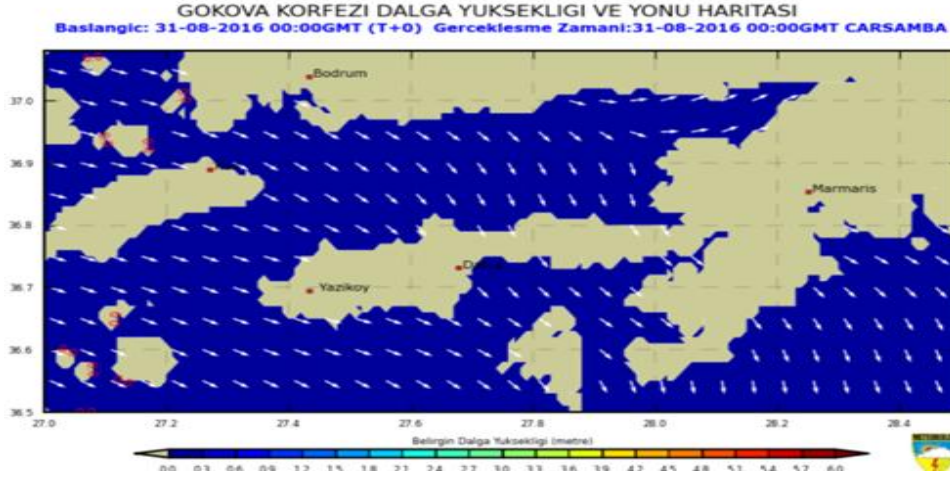 GOKOVA KORFEZI DALGA YUKSEKLIGI VE YONU HARITASI
Baslangic: 31-08-2016 00:00GMT (T+0) Gerceklesme Zamani:31-08-2016 00:00GMT CARSAMBA
Bodrum
37.0
36.9
Marmaris
36.8
36.7
Yazikoy
36.6
36.5
27.0 27.2 27.4 27.6 27.8 28.0 28.2 28.4
Belirgin Dalga Yuksekligi (metre)
0.0 0.3 0.6 0.9 1.2 1.5 1.8 2.1 2.4 2.7 3.0 3.3 3.6 3.9 4.2 4.5 4.8 5.1 5.4 5.7 6.0